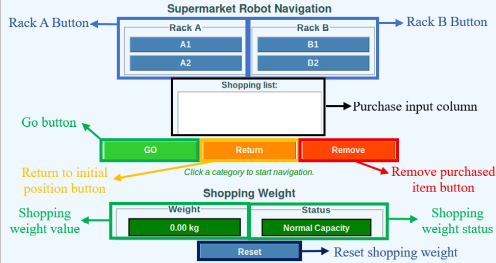 Supermarket Robot Navigation
Rack A Button
Rack A
Rack B
Rack B Button
A1
B1
A2
B2
Shopping list:
Purchase input column
Go button
GO
Return
Remove
Click a category to start navigation.
Return to initial
position button
Remove purchased
item button
Shopping Weight
Shopping
weight value
Weight
Status
0.00 kg
Normal Capacity
Shopping
weight status
Reset
Reset shopping weight